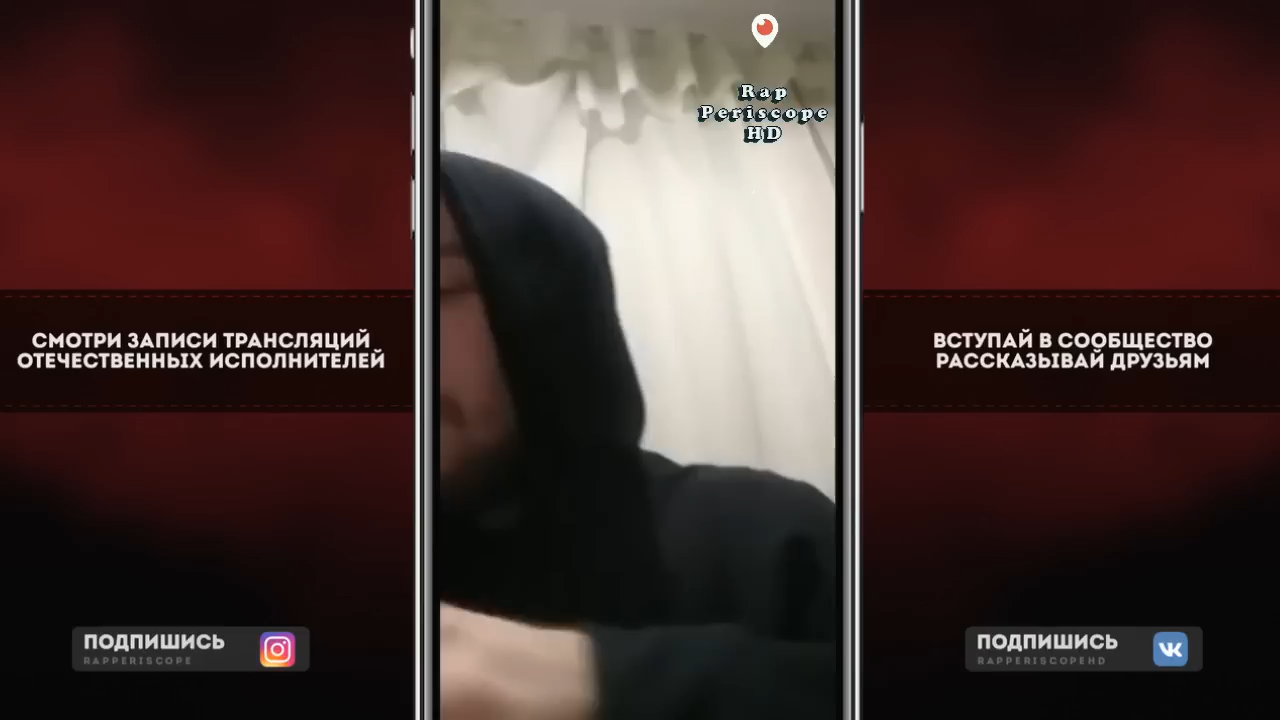 Rap
Periscope
HD
СМОТРИ ЗАПИСИ ТРАНСЛЯЦИЙ
ОТЕЧЕСТВЕННЫХ ИСПОЛНИТЕЛЕЙ
ВСТУПАЙ В СООБЩЕСТВО
РАССКАЗЫВАЙ ДРУЗЬЯМ
ПОДПИШИСЬ
RAPPERISCOPE
ПОДПИШИСЬ
RAPPERISCOPEHD